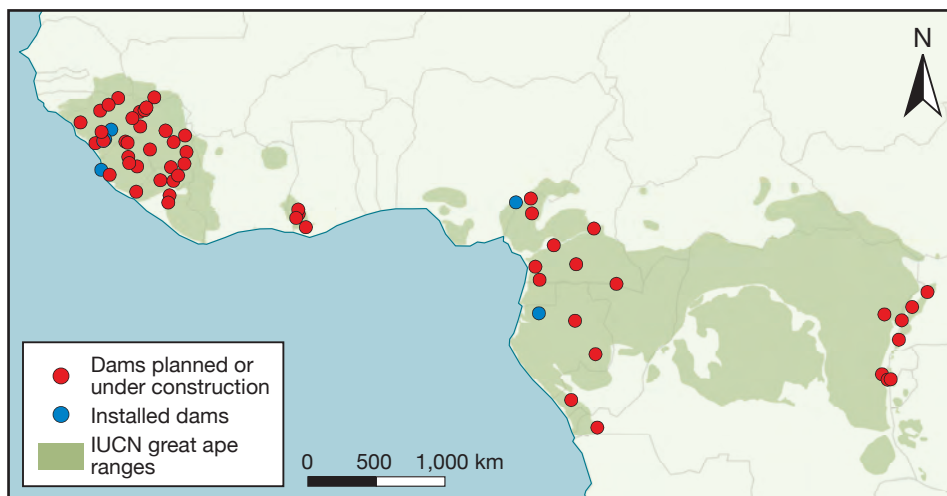 N
Dams planned or
under construction
Installed dams
IUCN great ape
ranges
0 500 1,000 km